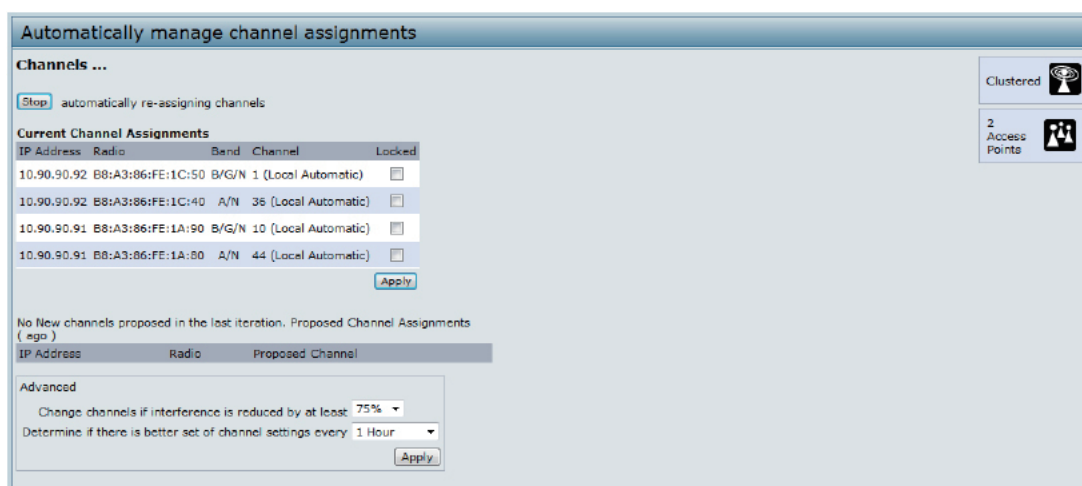 Automatically manage channel assignments
Channels ...
Stop automatically re-assigning channels
Current Channel Assignments
IP Address Radio Band Channel Locked
10.90.90.92 B8:A3:86:FE:1C:50 B/G/N 1 (Local Automatic)
10.90.90.92 B8:A3:86:FE:1C:40 A/N 36 (Local Automatic)
10.90.90.91 B8:A3:86:FE:1A:90 B/G/N 10 (Local Automatic)
10.90.90.91 B8:A3:86:FE:1A:80 A/N 44 (Local Automatic)
Apply
No New channels proposed in the last iteration. Proposed Channel Assignments
( ago )
IP Address Radio Proposed Channel
Advanced
Change channels if interference is reduced by at least 75%
Determine if there is better set of channel settings every 1 Hour
Apply
Clustered
2
Access
Points